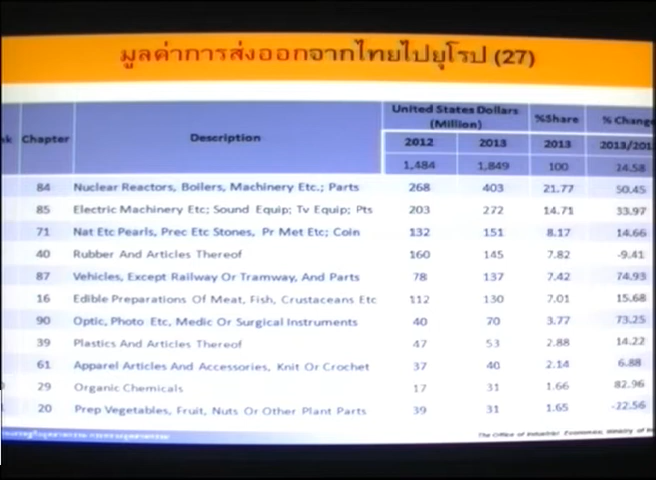 มูลค่าการส่งออกจากไทยไปยุโรป (27)
Chapter Description United States Dollars (Million) %Share % Change
2012 2013 2013 2013/201
1,484 1,849 100 24.58
84 Nuclear Reactors, Boilers, Machinery Etc.; Parts 268 403 21.77 50.45
85 Electric Machinery Etc; Sound Equip; Tv Equip; Pts 203 272 14.71 33.97
71 Nat Etc Pearls, Prec Etc Stones, Pr Met Etc; Coin 132 151 8.17 14.66
40 Rubber And Articles Thereof 160 145 7.82 -9.41
87 Vehicles, Except Railway Or Tramway, And Parts 78 137 7.42 74.93
16 Edible Preparations Of Meat, Fish, Crustaceans Etc 112 130 7.01 15.68
90 Optic, Photo Etc, Medic Or Surgical Instruments 40 70 3.77 73.25
39 Plastics And Articles Thereof 47 53 2.88 14.22
61 Apparel Articles And Accessories, Knit Or Crochet 37 40 2.14 6.88
29 Organic Chemicals 17 31 1.66 82.96
20 Prep Vegetables, Fruit, Nuts Or Other Plant Parts 39 31 1.65 -22.56
The Office of Industrial Economics, Ministry of